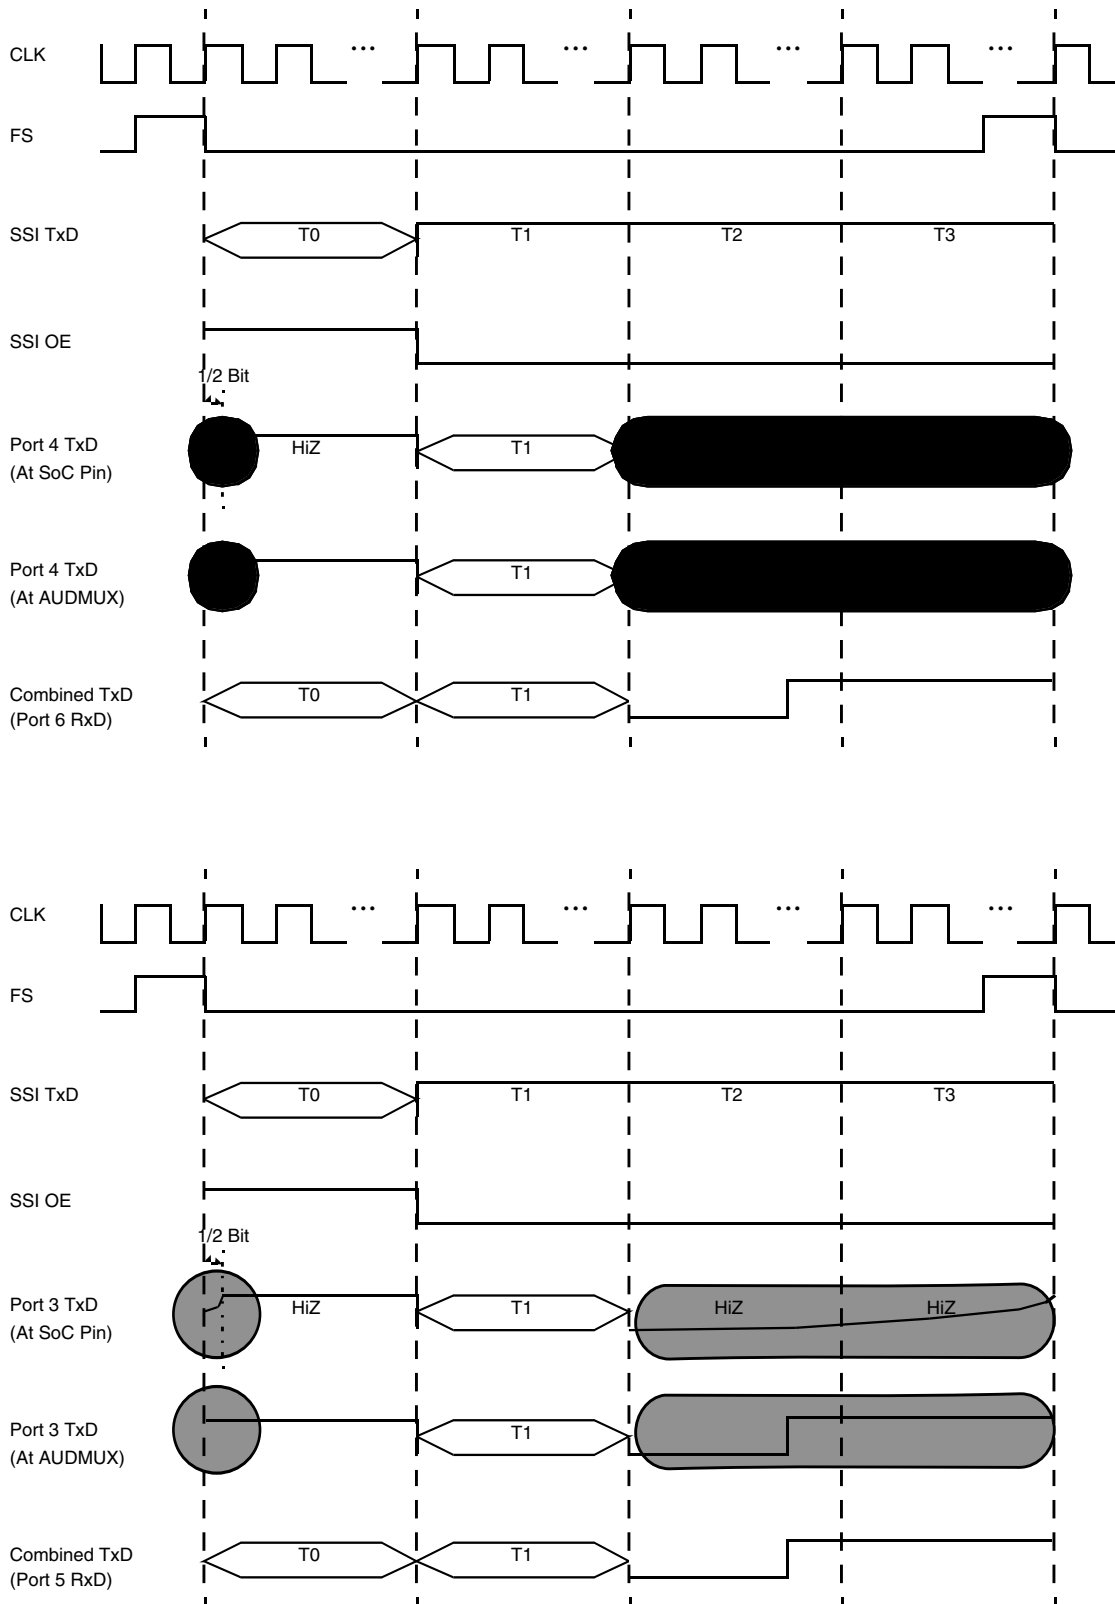 CLK
...
...
...
...
FS
SSI TxD
T0
T1
T2
T3
SSI OE
1/2 Bit
Port 4 TxD
(At SoC Pin)
HiZ
T1
Port 4 TxD
(At AUDMUX)
T1
Combined TxD
(Port 6 RxD)
T0
T1
CLK
...
...
...
...
FS
SSI TxD
T0
T1
T2
T3
SSI OE
1/2 Bit
Port 3 TxD
(At SoC Pin)
HiZ
T1
HiZ
HiZ
Port 3 TxD
(At AUDMUX)
T1
Combined TxD
(Port 5 RxD)
T0
T1